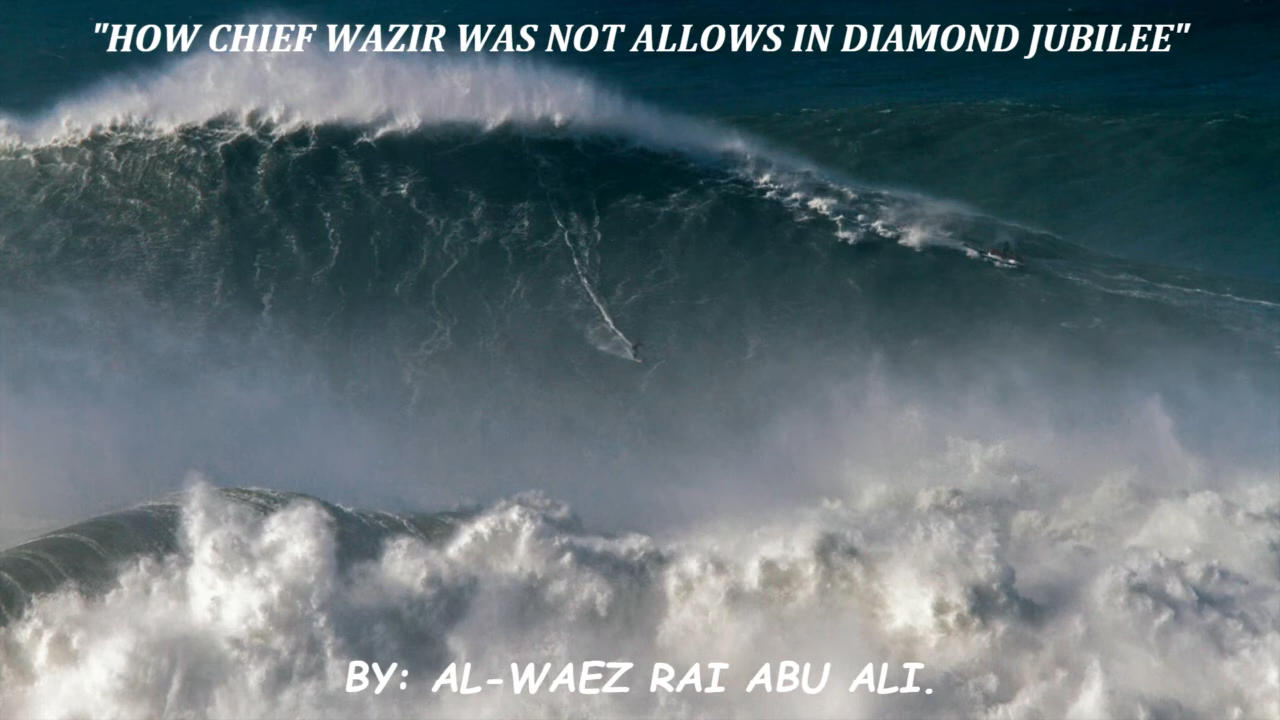 "HOW CHIEF WAZIR WAS NOT ALLOWS IN DIAMOND JUBILEE"
BY: AL-WAEZ RAI ABU ALI.